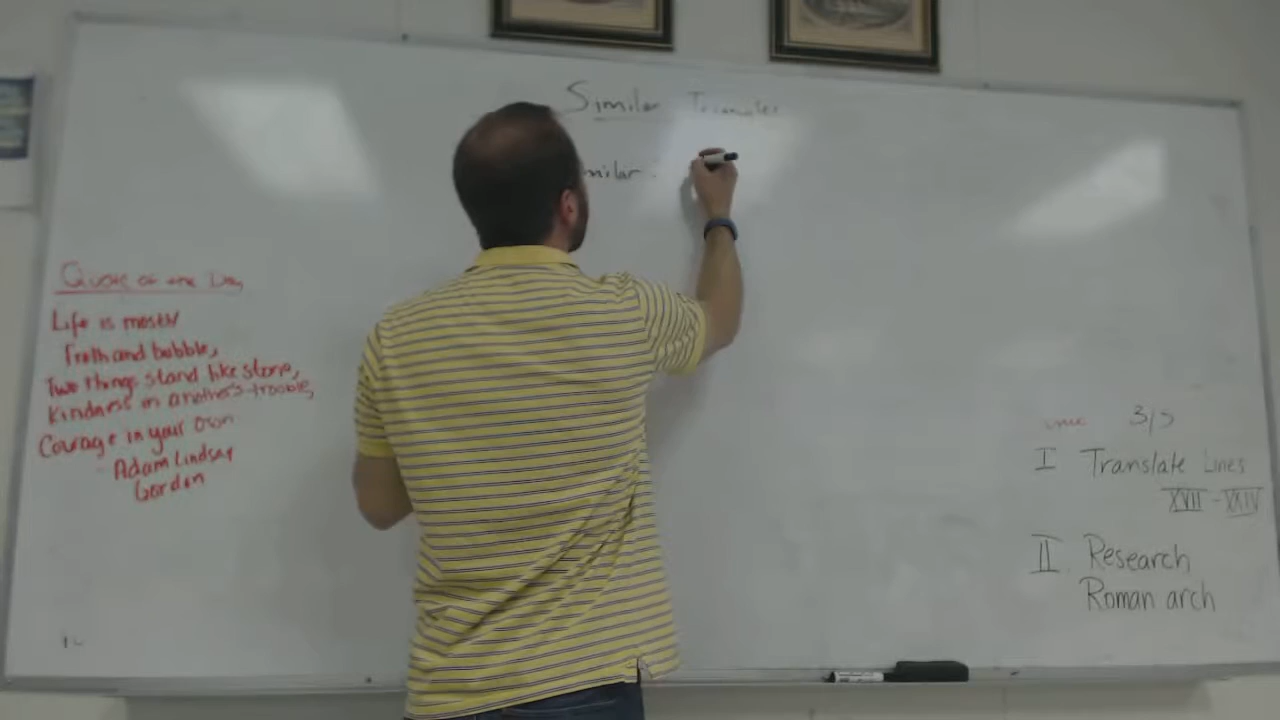 Similar Triangles
milar
Quote of the Day
Life is mostly
Froth and bubble,
Two things stand like stone,
Kindness in another's trouble,
Courage in your own
Adam Lindsay
Gordon
3/5
I Translate Lines
XVII - XXIV
II. Research
Roman arch